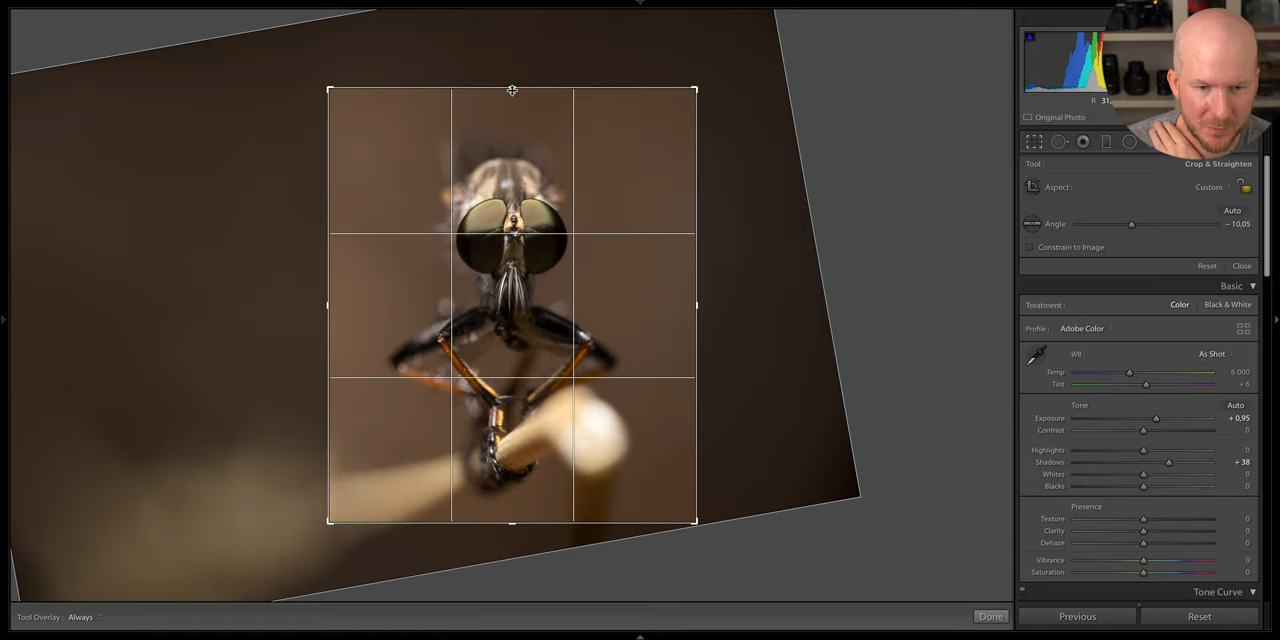 R 31,
Original Photo
Tool : Crop & Straighten
Aspect : Custom
Auto
Angle – 10,05
Constrain to Image
Reset Close
Basic
Treatment : Color Black & White
Profile : Adobe Color
WB : As Shot
Temp 6 000
Tint + 6
Tone Auto
Exposure + 0,95
Contrast 0
Highlights 0
Shadows + 38
Whites 0
Blacks 0
Presence
Texture 0
Clarity 0
Dehaze 0
Vibrance 0
Saturation 0
Tone Curve
Tool Overlay : Always Done Previous Reset